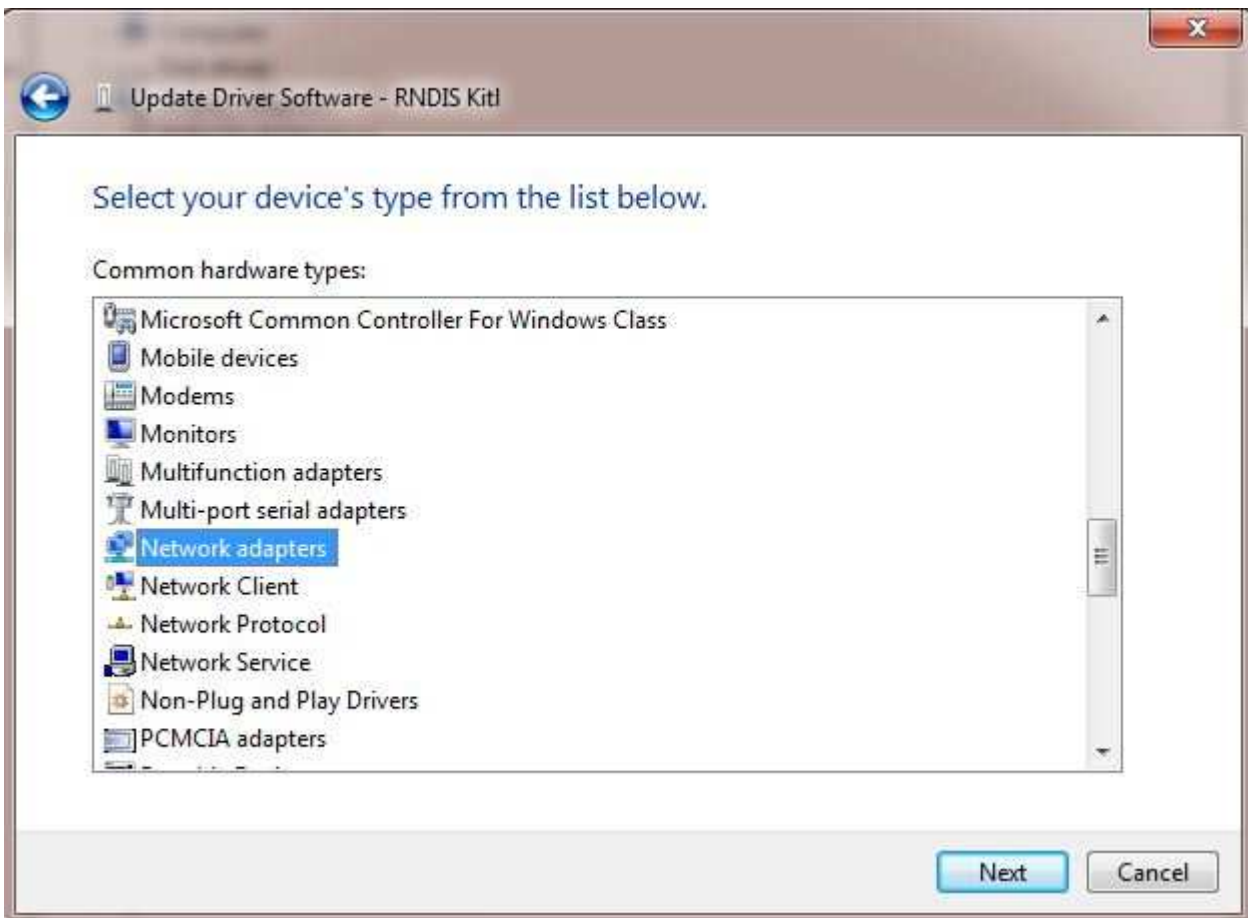 Update Driver Software - RNDIS Kitl
Select your device's type from the list below.
Common hardware types:
Microsoft Common Controller For Windows Class
Mobile devices
Modems
Monitors
Multifunction adapters
Multi-port serial adapters
Network adapters
Network Client
Network Protocol
Network Service
Non-Plug and Play Drivers
PCMCIA adapters
Next
Cancel